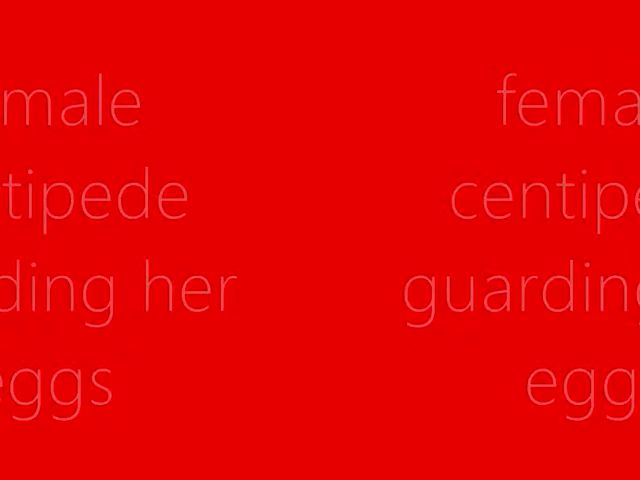 male fema
tipede centipe
ding her guarding
eggs egg